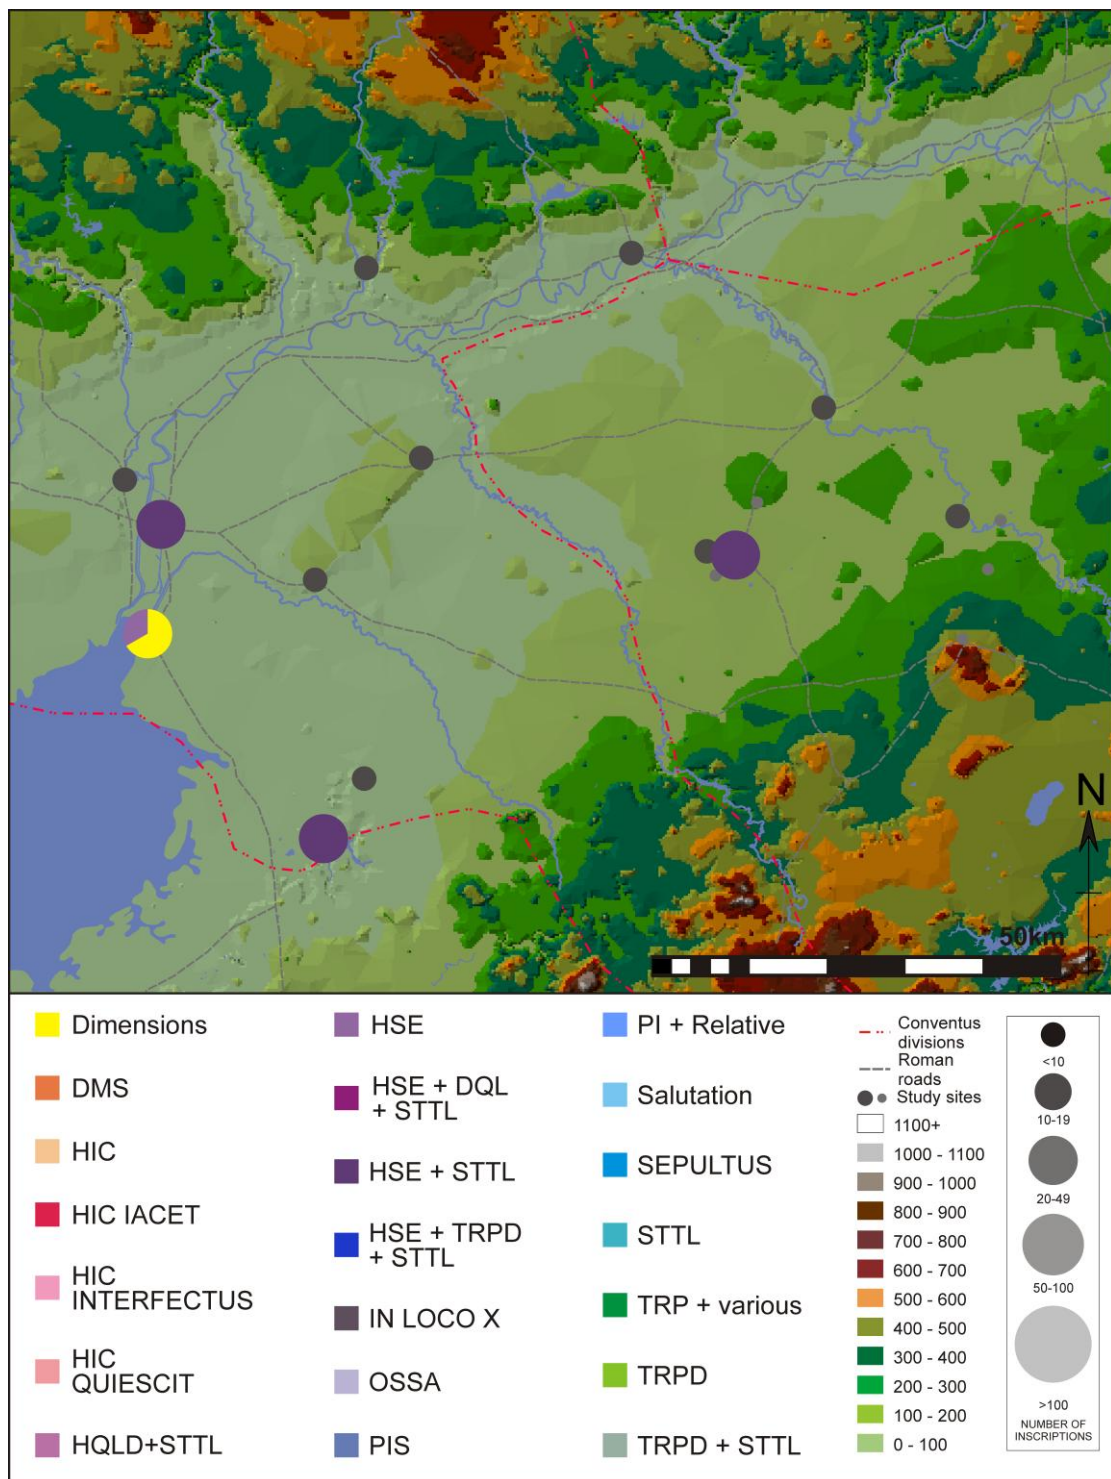 N
50km
Dimensions
DMS
HIC
HIC IACET
HIC
INTERFECTUS
HIC
QUIESCIT
HQLD+STTL
HSE
HSE + DQL
+ STTL
HSE + STTL
HSE + TRPD
+ STTL
IN LOCO X
OSSA
PIS
PI + Relative
Salutation
SEPULTUS
STTL
TRP + various
TRPD
TRPD + STTL
Conventus
divisions
Roman
roads
Study sites
1100+
1000 - 1100
900 - 1000
800 - 900
700 - 800
600 - 700
500 - 600
400 - 500
300 - 400
200 - 300
100 - 200
0 - 100
<10
10-19
20-49
50-100
>100
NUMBER OF
INSCRIPTIONS